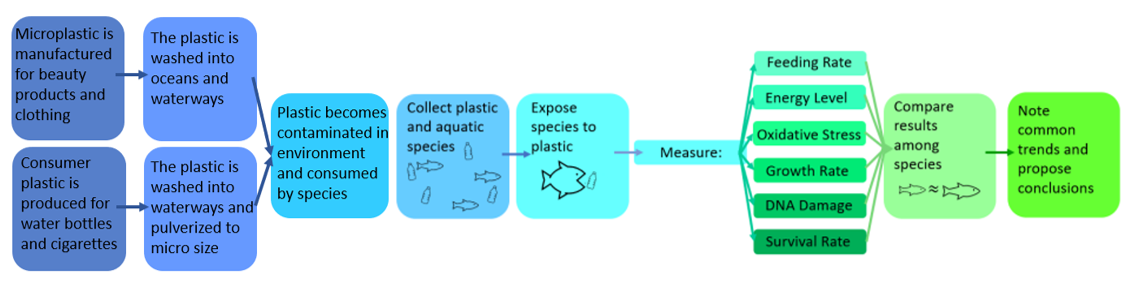 Microplastic is
manufactured
for beauty
products and
clothing
The plastic is
washed into
oceans and
waterways
Consumer
plastic is
produced for
water bottles
and cigarettes
The plastic is
washed into
waterways and
pulverized to
micro size
Plastic becomes
contaminated in
environment
and consumed
by species
Collect plastic
and aquatic
species
Expose
species to
plastic
Measure:
Feeding Rate
Energy Level
Oxidative Stress
Growth Rate
DNA Damage
Survival Rate
Compare
results
among
species
≈
Note
common
trends and
propose
conclusions